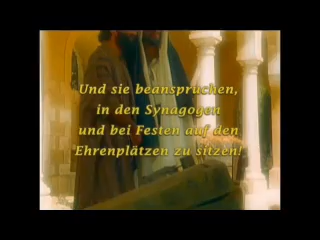 Und sie beanspruchen,
in den Synagogen
und bei Festen auf den
Ehrenplätzen zu sitzen!